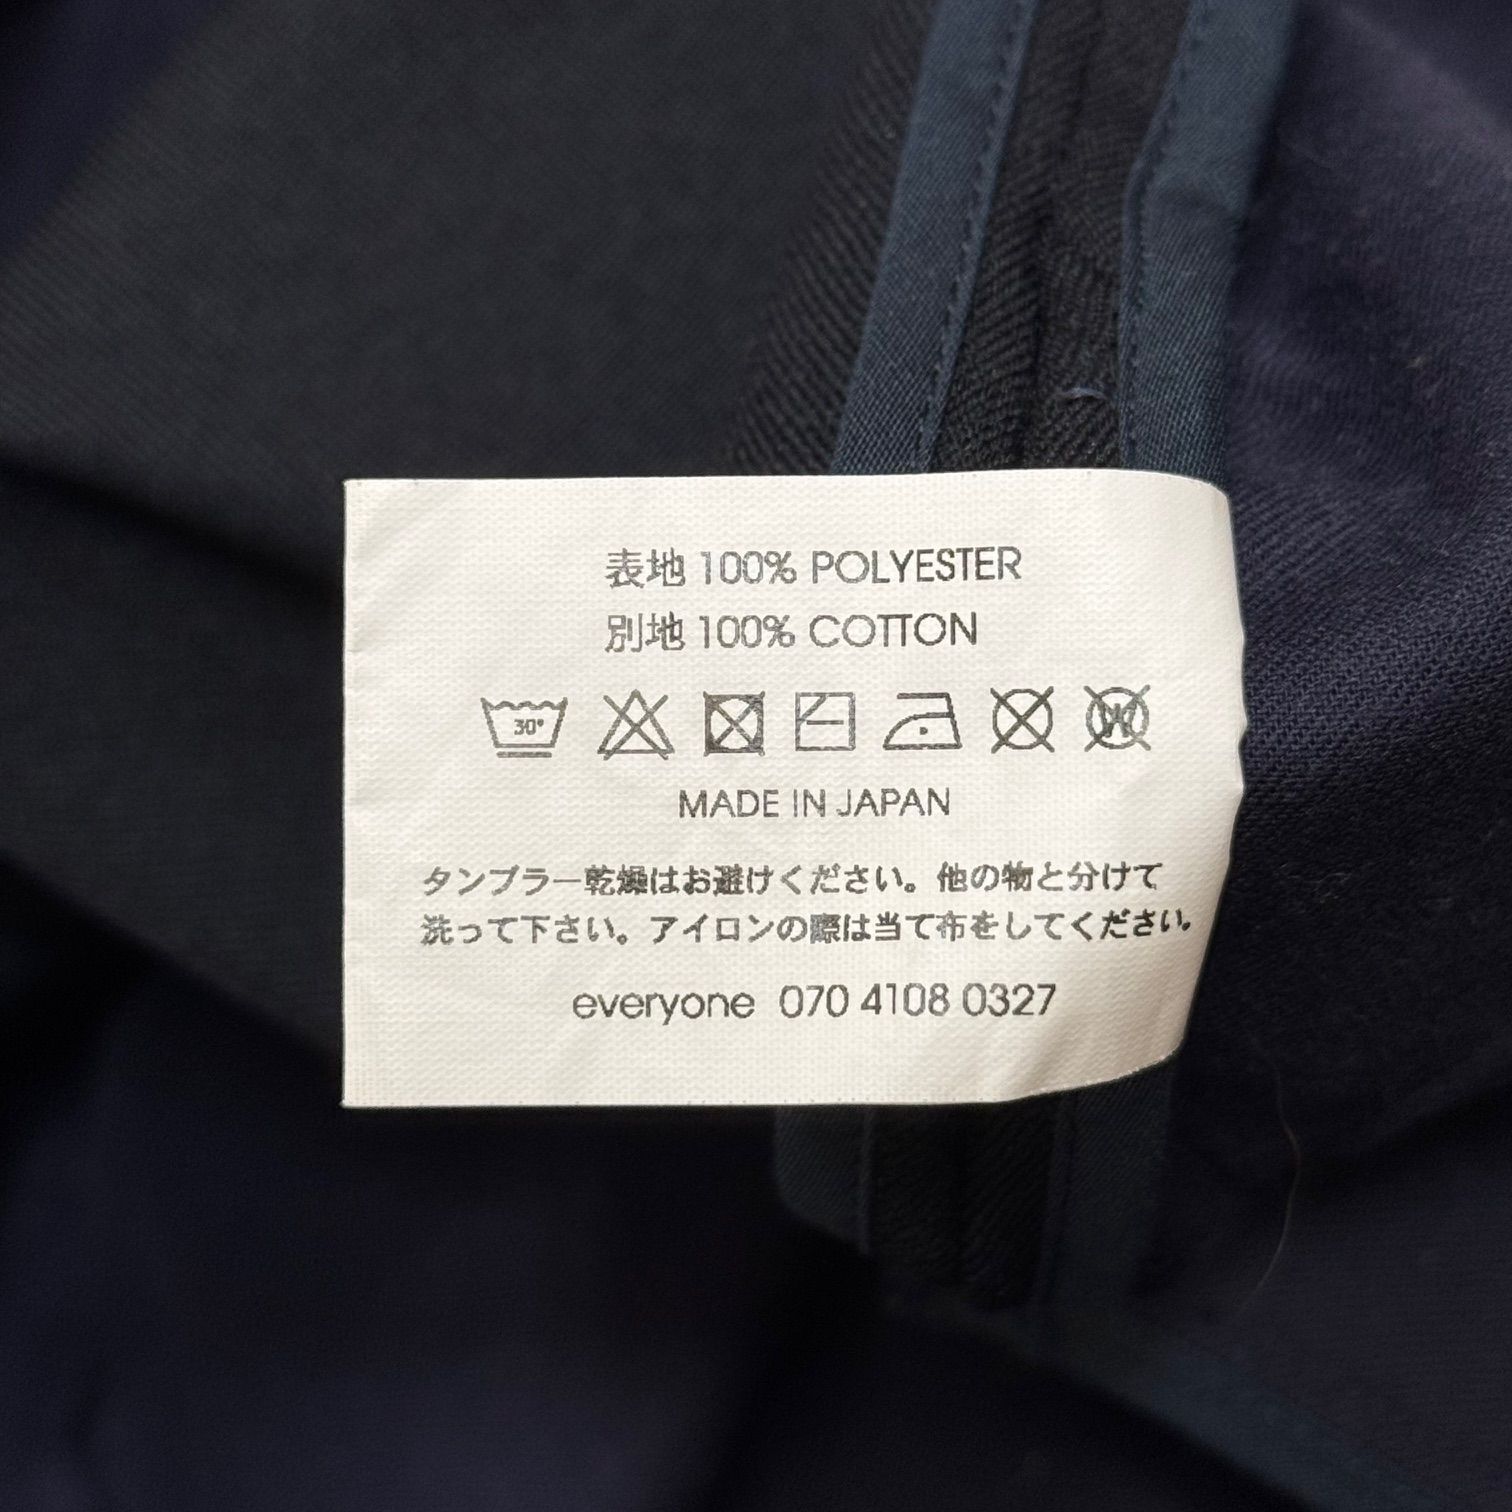 表地 100% POLYESTER
別地 100% COTTON
30°
W
MADE IN JAPAN
タンブラー乾燥はお避けください。他の物と分けて
洗って下さい。アイロンの際は当て布をしてください。
everyone 070 4108 0327